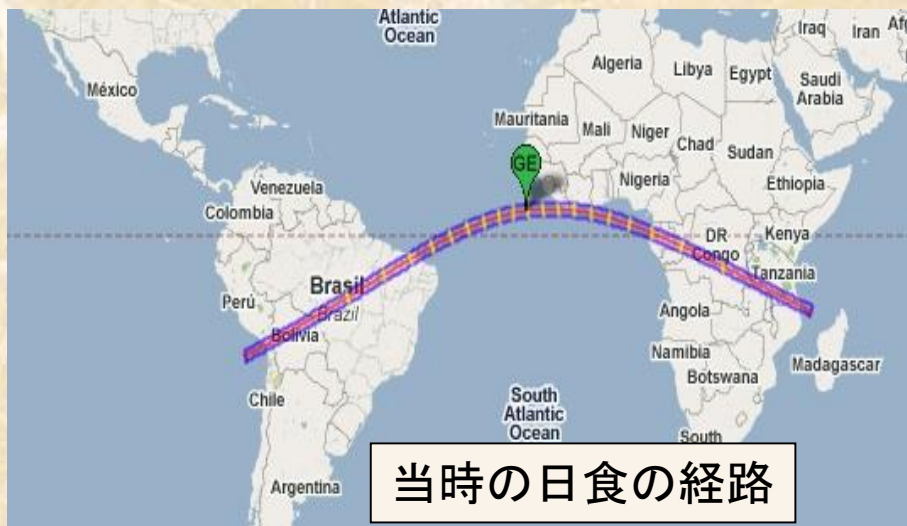 Atlantic
Ocean
México
Algeria
Libya
Egypt
Iraq
Iran
Saudi
Arabia
Mauritania
Mali
Niger
Chad
Sudan
GE
Nigeria
Ethiopia
Venezuela
Colombia
DR
Congo
Kenya
Tanzania
Brasil
Brazil
Perú
Bolivia
Angola
Namibia
Botswana
Madagascar
Chile
South
Atlantic
Ocean
South
Argentina
当時の日食の経路